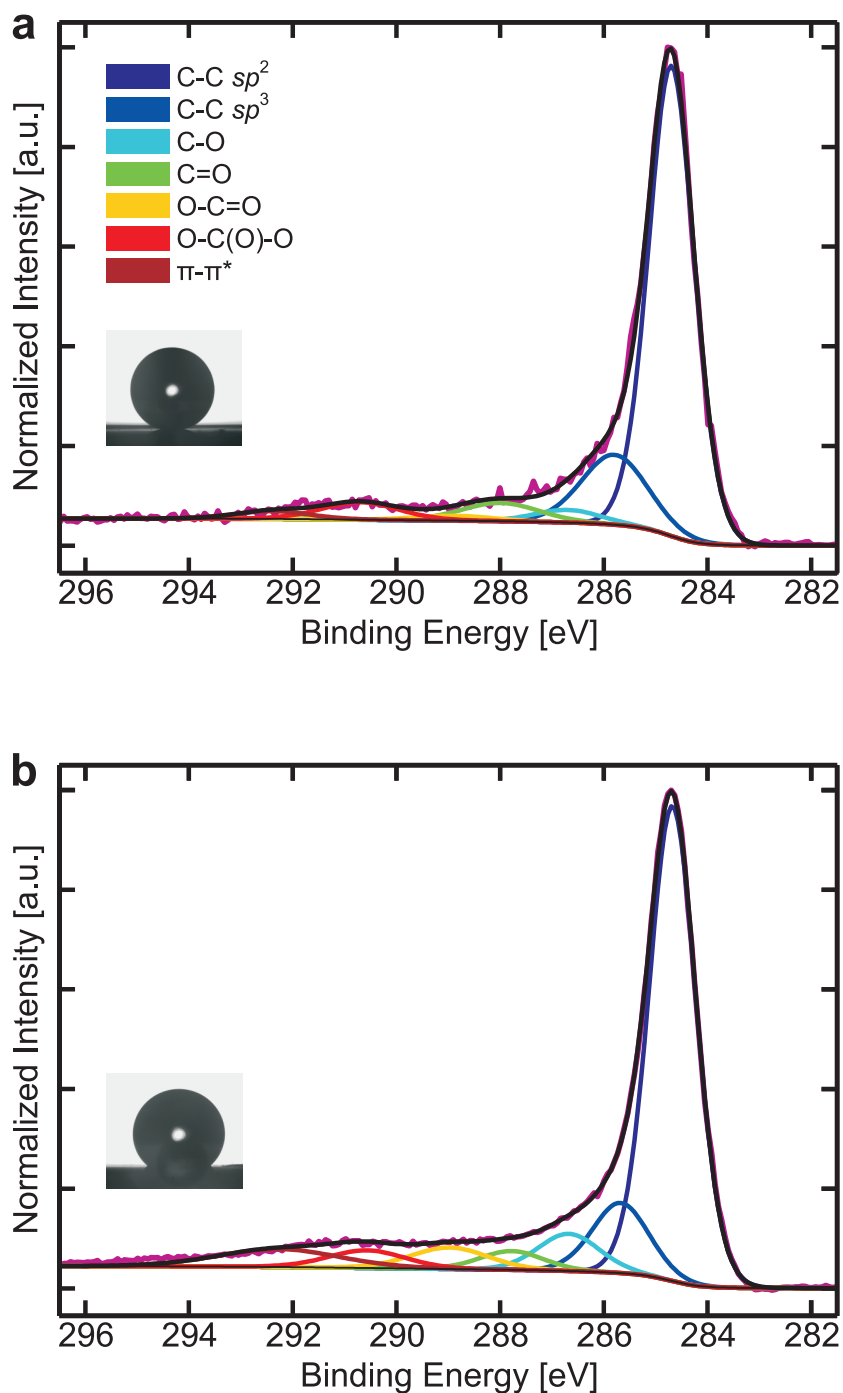 a
C-C sp²
C-C sp³
C-O
C=O
O-C=O
O-C(O)-O
π-π*
Normalized Intensity [a.u.]
296 294 292 290 288 286 284 282
Binding Energy [eV]
b
Normalized Intensity [a.u.]
296 294 292 290 288 286 284 282
Binding Energy [eV]